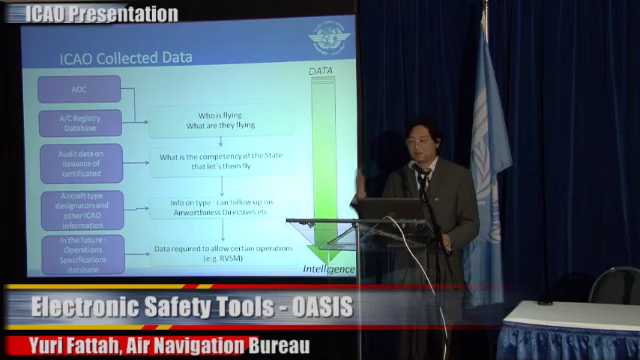 ICAO Presentation
ICAO Collected Data
DATA
AOC
A/C Registry
Database
Who is flying
What are they flying
Audit data on
issuance of
certificated
What is the competency of the State
that let's them fly
Aircraft type
designators and
other ICAO
information
Info on type : can follow up on
Airworthiness Directives etc.
In the future :
Operations
Specifications
database
Data required to allow certain operations
(e.g. RVSM)
Intelligence
Electronic Safety Tools - OASIS
Yuri Fattah, Air Navigation Bureau